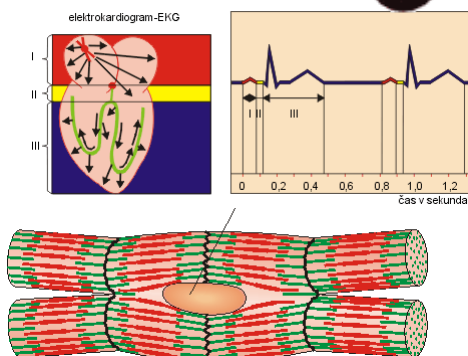 elektrokardiogram-EKG
I
II
III
I II III
0 0,2 0,4 0,6 0,8 1,0 1,2
čas v sekunda